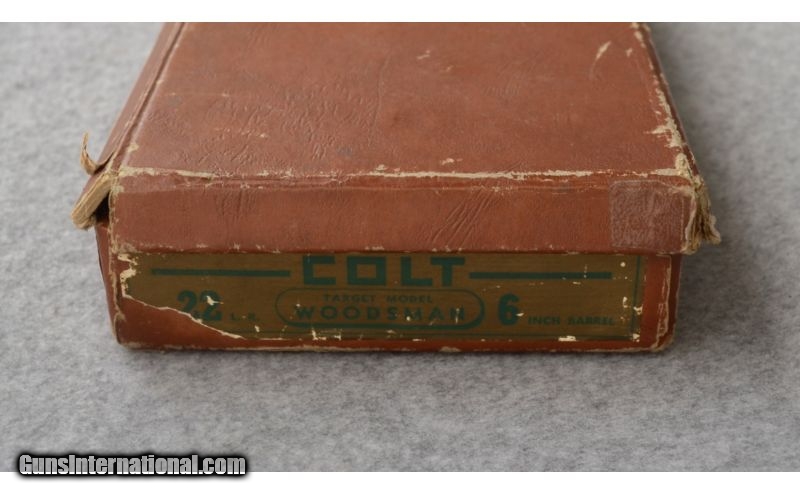 COLT
22 L.R. TARGET MODEL 6 INCH BARREL
WOODSMAN
GunsInternational.com